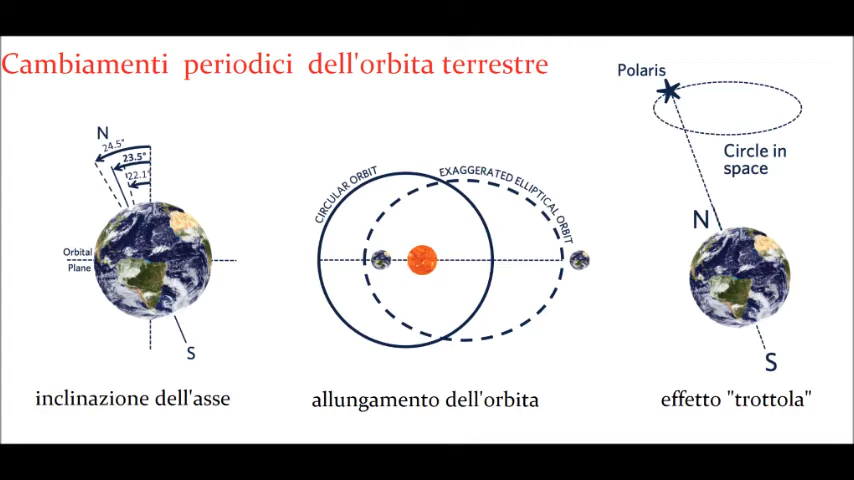 Cambiamenti periodici dell'orbita terrestre
N
24.5°
23.5°
22.1°
Orbital
Plane
S
inclinazione dell'asse
CIRCULAR ORBIT
EXAGGERATED ELLIPTICAL ORBIT
allungamento dell'orbita
Polaris
Circle in
space
N
S
effetto "trottola"